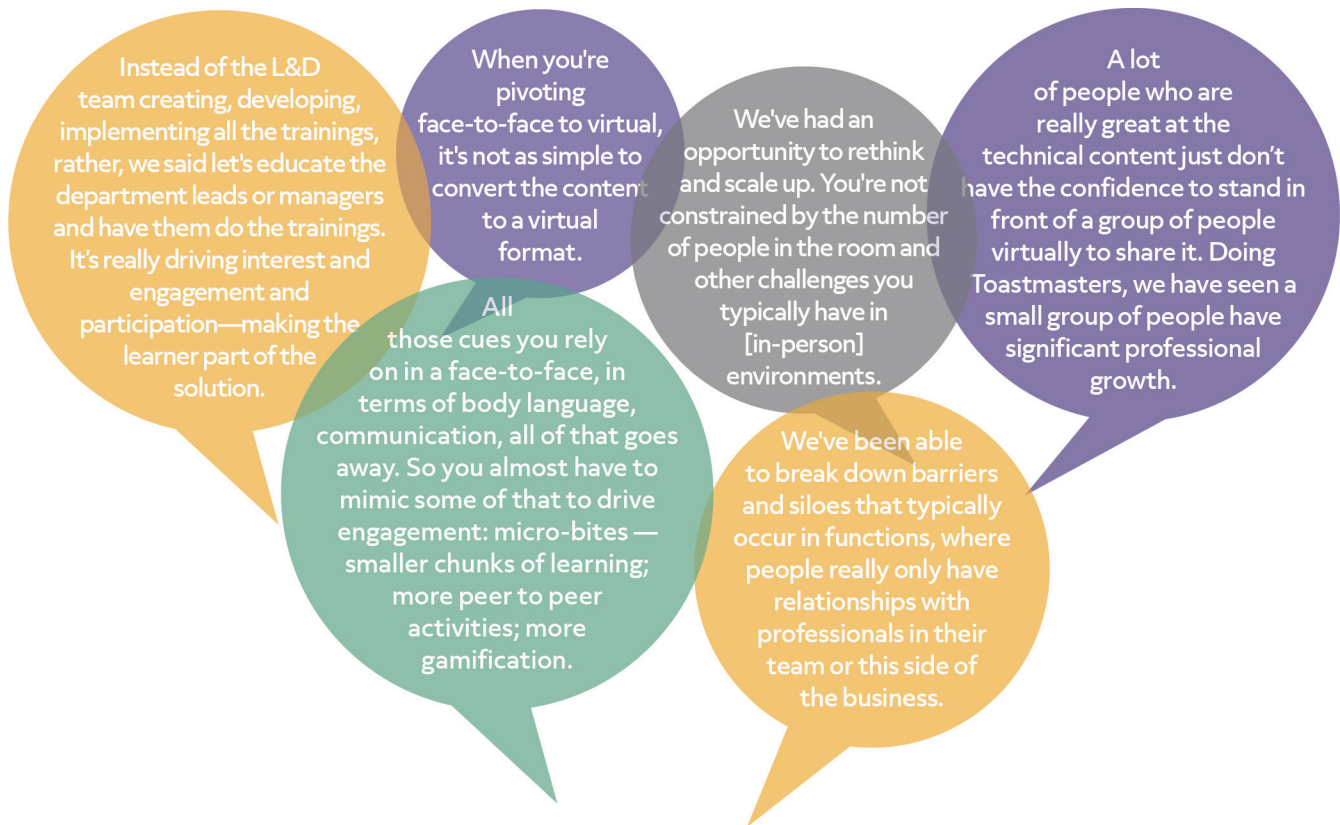 Instead of the L&D
team creating, developing,
implementing all the trainings,
rather, we said let's educate the
department leads or managers
and have them do the trainings.
It’s really driving interest and
engagement and
participation—making the
learner part of the
solution.
When you're
pivoting
face-to-face to virtual,
it's not as simple to
convert the content
to a virtual
format.
We've had an
opportunity to rethink
and scale up. You're not
constrained by the number
of people in the room and
other challenges you
typically have in
[in-person]
environments.
A lot
of people who are
really great at the
technical content just don’t
have the confidence to stand in
front of a group of people
virtually to share it. Doing
Toastmasters, we have seen a
small group of people have
significant professional
growth.
All
those cues you rely
on in a face-to-face, in
terms of body language,
communication, all of that goes
away. So you almost have to
mimic some of that to drive
engagement: micro-bites —
smaller chunks of learning;
more peer to peer
activities; more
gamification.
We've been able
to break down barriers
and siloes that typically
occur in functions, where
people really only have
relationships with
professionals in their
team or this side of
the business.